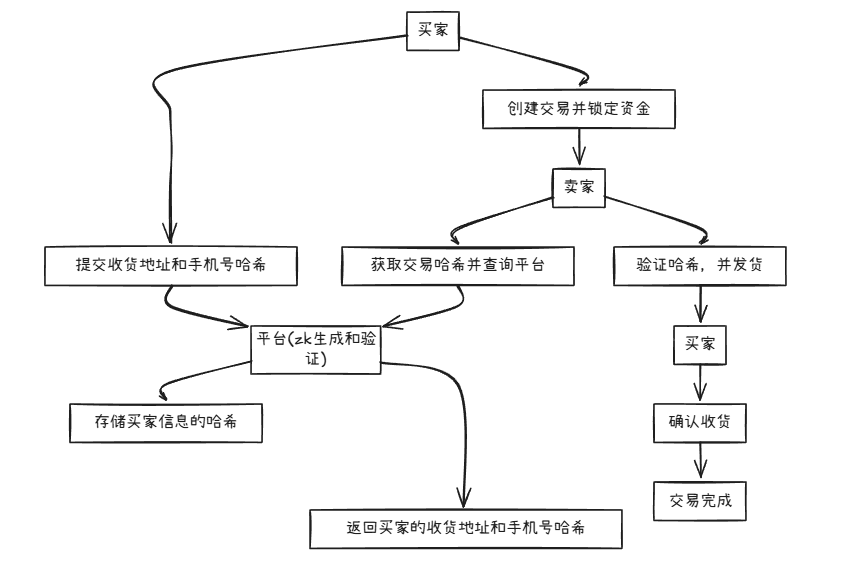 买家
创建交易并锁定资金
卖家
提交收货地址和手机号哈希
获取交易哈希并查询平台
验证哈希，并发货
平台(zk生成和验
证)
买家
存储买家信息的哈希
确认收货
交易完成
返回买家的收货地址和手机号哈希